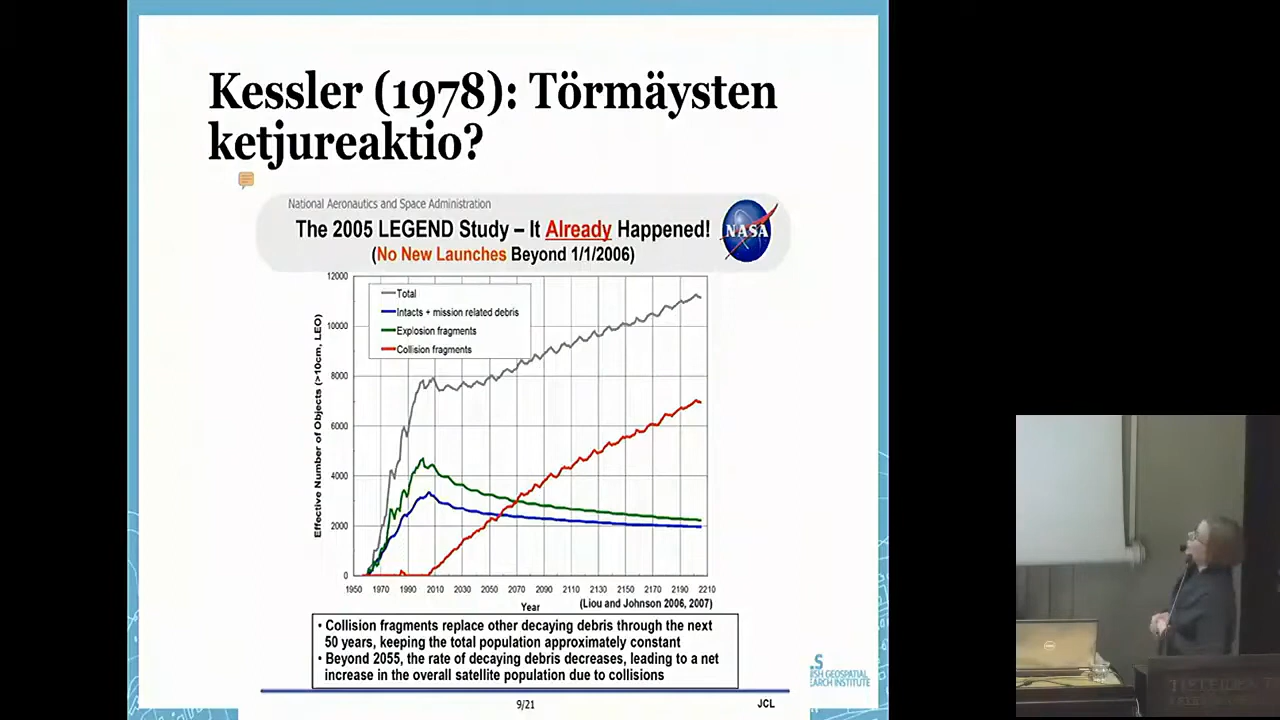 Kessler (1978): Törmäysten
ketjureaktio?
National Aeronautics and Space Administration
The 2005 LEGEND Study – It Already Happened!
(No New Launches Beyond 1/1/2006)
NASA
12000
10000
8000
6000
4000
2000
0
Effective Number of Objects (>10cm, LEO)
Total
Intacts + mission related debris
Explosion fragments
Collision fragments
1950 1970 1990 2010 2030 2050 2070 2090 2110 2130 2150 2170 2190 2210
Year
(Liou and Johnson 2006, 2007)
• Collision fragments replace other decaying debris through the next
50 years, keeping the total population approximately constant
• Beyond 2055, the rate of decaying debris decreases, leading to a net
increase in the overall satellite population due to collisions
.S
ISH GEOSPATIAL
EARCH INSTITUTE
9/21
JCL